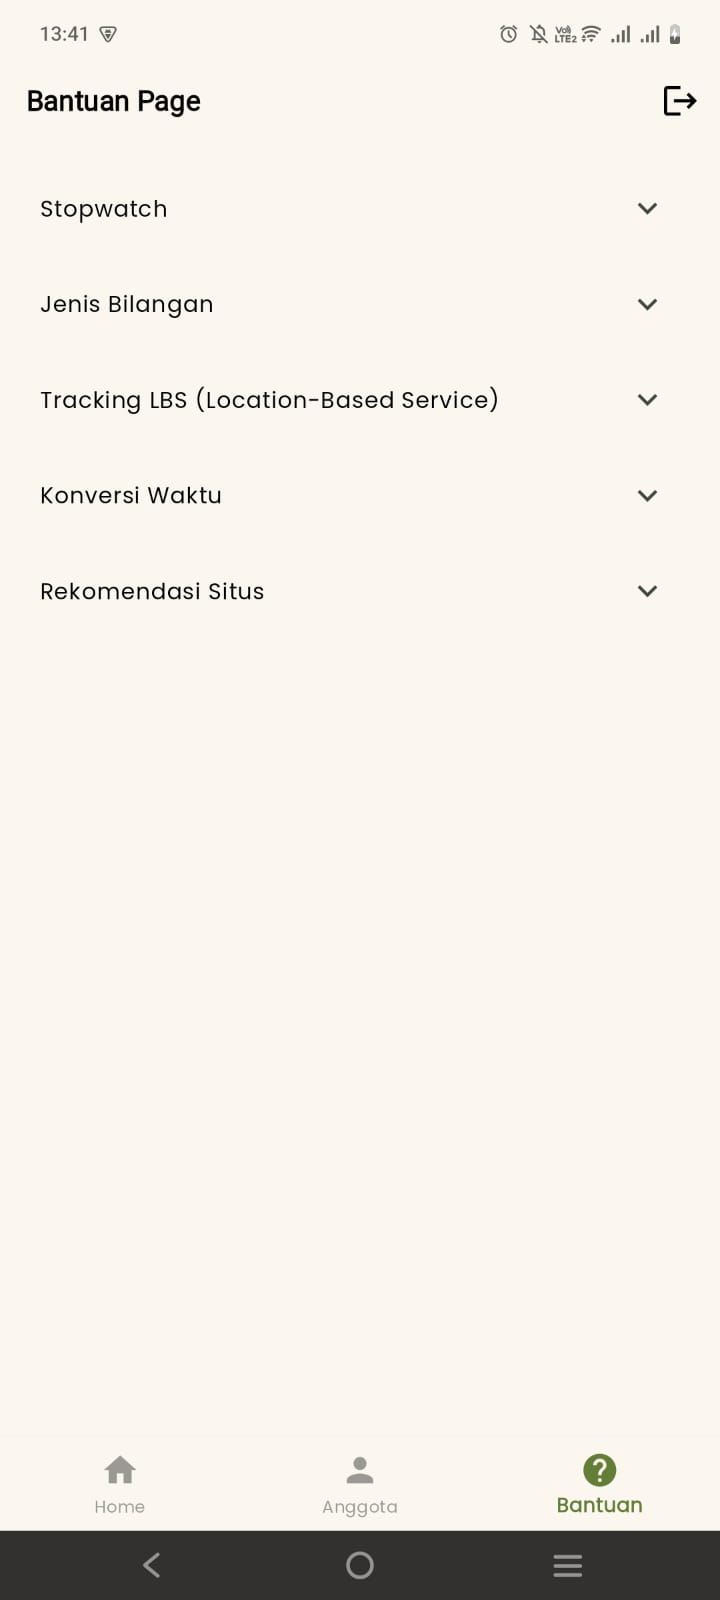 13:41
Vo)
LTE2
Bantuan Page
Stopwatch
Jenis Bilangan
Tracking LBS (Location-Based Service)
Konversi Waktu
Rekomendasi Situs
Home
Anggota
Bantuan